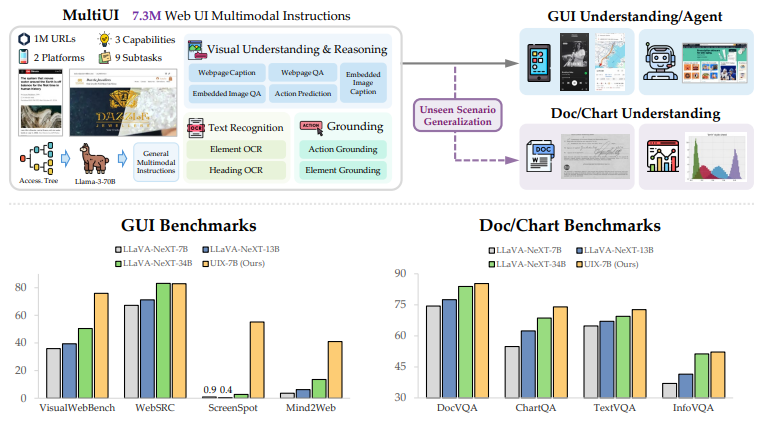 MultiUI 7.3M Web UI Multimodal Instructions
1M URLs
3 Capabilities
2 Platforms
9 Subtasks
DAZZLE
JEWELERS
Access. Tree
Llama-3-70B
General
Multimodal
Instructions
Visual Understanding & Reasoning
Webpage Caption
Webpage QA
Embedded
Image
Caption
Embedded Image QA
Action Prediction
OCR
Text Recognition
Element OCR
Heading OCR
ACTION
Grounding
Action Grounding
Element Grounding
Unseen Scenario
Generalization
GUI Understanding/Agent
Doc/Chart Understanding
DOC
W
GUI Benchmarks
LLaVA-NeXT-7B
LLaVA-NeXT-13B
LLaVA-NeXT-34B
UIX-7B (Ours)
80
60
40
20
0
0.9 0.4
VisualWebBench
WebSRC
ScreenSpot
Mind2Web
Doc/Chart Benchmarks
LLaVA-NeXT-7B
LLaVA-NeXT-13B
LLaVA-NeXT-34B
UIX-7B (Ours)
90
75
60
45
30
DocVQA
ChartQA
TextVQA
InfoVQA